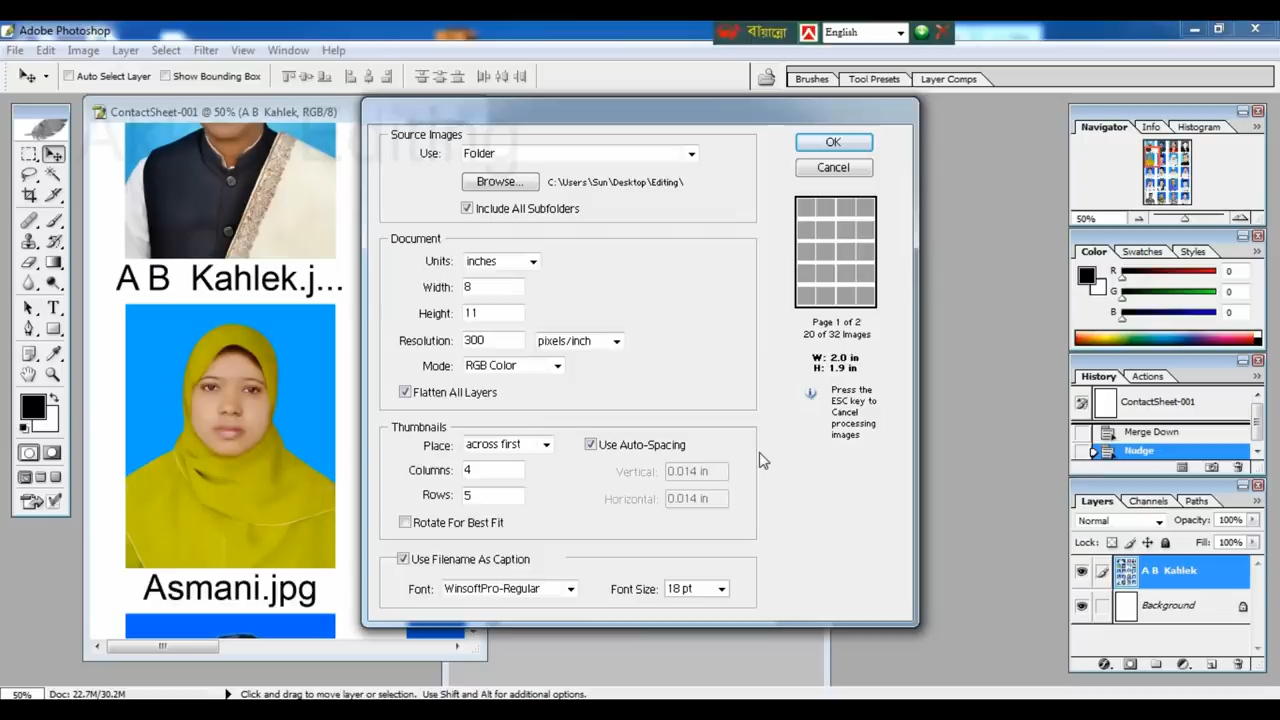 Adobe Photoshop
বায়ান্নো
English
File Edit Image Layer Select Filter View Window Help
Auto Select Layer Show Bounding Box
Brushes Tool Presets Layer Comps
ContactSheet-001 @ 50% (A B Kahlek, RGB/8)
A B Kahlek.j...
Asmani.jpg
Source Images
Use: Folder
Browse... C:\Users\Sun\Desktop\Editing\
Include All Subfolders
Document
Units: inches
Width: 8
Height: 11
Resolution: 300 pixels/inch
Mode: RGB Color
Flatten All Layers
Thumbnails
Place: across first Use Auto-Spacing
Columns: 4 Vertical: 0.014 in
Rows: 5 Horizontal: 0.014 in
Rotate For Best Fit
Use Filename As Caption
Font: WinsoftPro-Regular Font Size: 18 pt
OK
Cancel
Page 1 of 2
20 of 32 Images
W: 2.0 in
H: 1.9 in
Press the
ESC key to
Cancel
processing
images
Navigator Info Histogram
50%
Color Swatches Styles
R 0
G 0
B 0
History Actions
ContactSheet-001
Merge Down
Nudge
Layers Channels Paths
Normal Opacity: 100%
Lock: Fill: 100%
A B Kahlek
Background
50% Doc: 22.7M/30.2M Click and drag to move layer or selection. Use Shift and Alt for additional options.